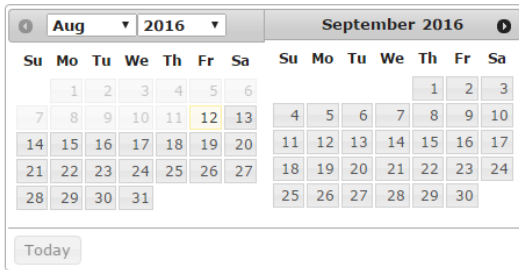 Aug 2016 September 2016
Su Mo Tu We Th Fr Sa Su Mo Tu We Th Fr Sa
1 2 3 4 5 6 1 2 3
7 8 9 10 11 12 13 4 5 6 7 8 9 10
14 15 16 17 18 19 20 11 12 13 14 15 16 17
21 22 23 24 25 26 27 18 19 20 21 22 23 24
28 29 30 31 25 26 27 28 29 30
Today